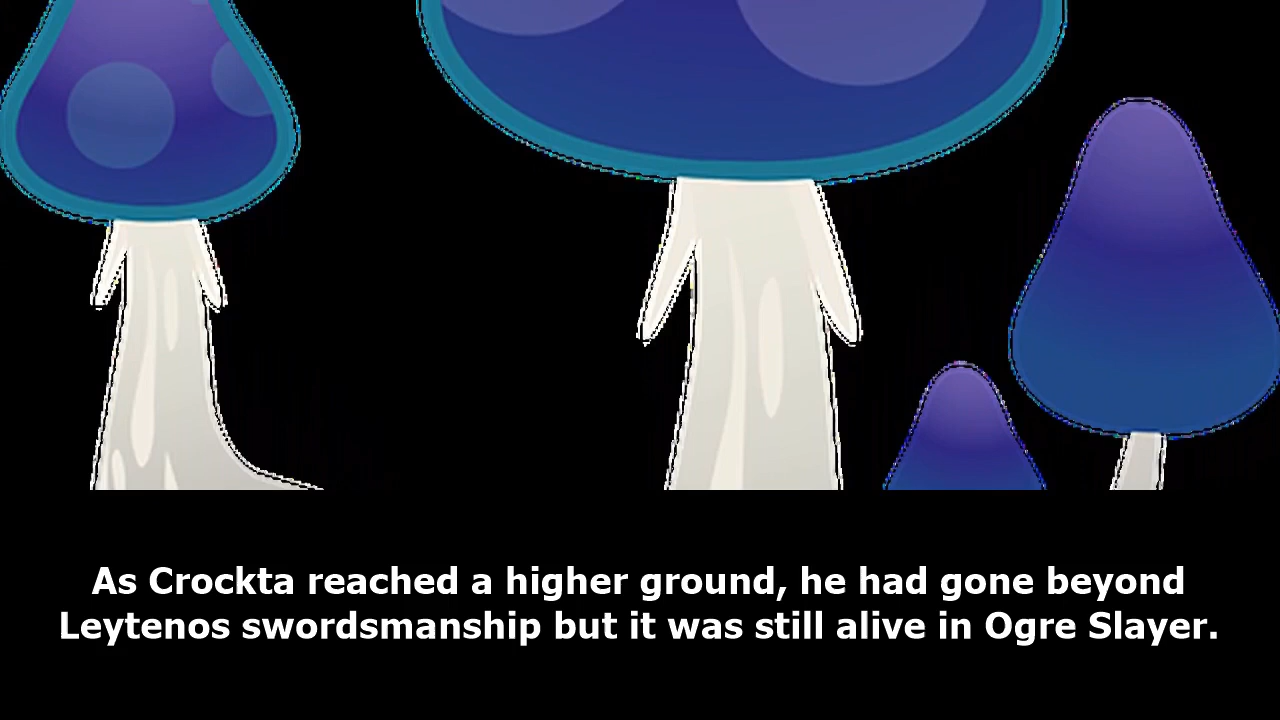 As Crockta reached a higher ground, he had gone beyond
Leytenos swordsmanship but it was still alive in Ogre Slayer.